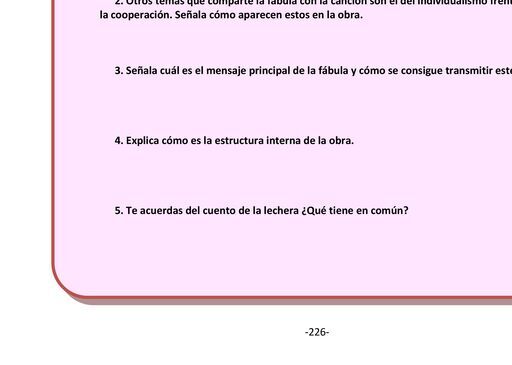 2. Otros temas que comparte la fábula con la canción son el del individualismo
la cooperación. Señala cómo aparecen estos en la obra.
3. Señala cuál es el mensaje principal de la fábula y cómo se consigue transmitir
4. Explica cómo es la estructura interna de la obra.
5. Te acuerdas del cuento de la lechera ¿Qué tiene en común?
-226-